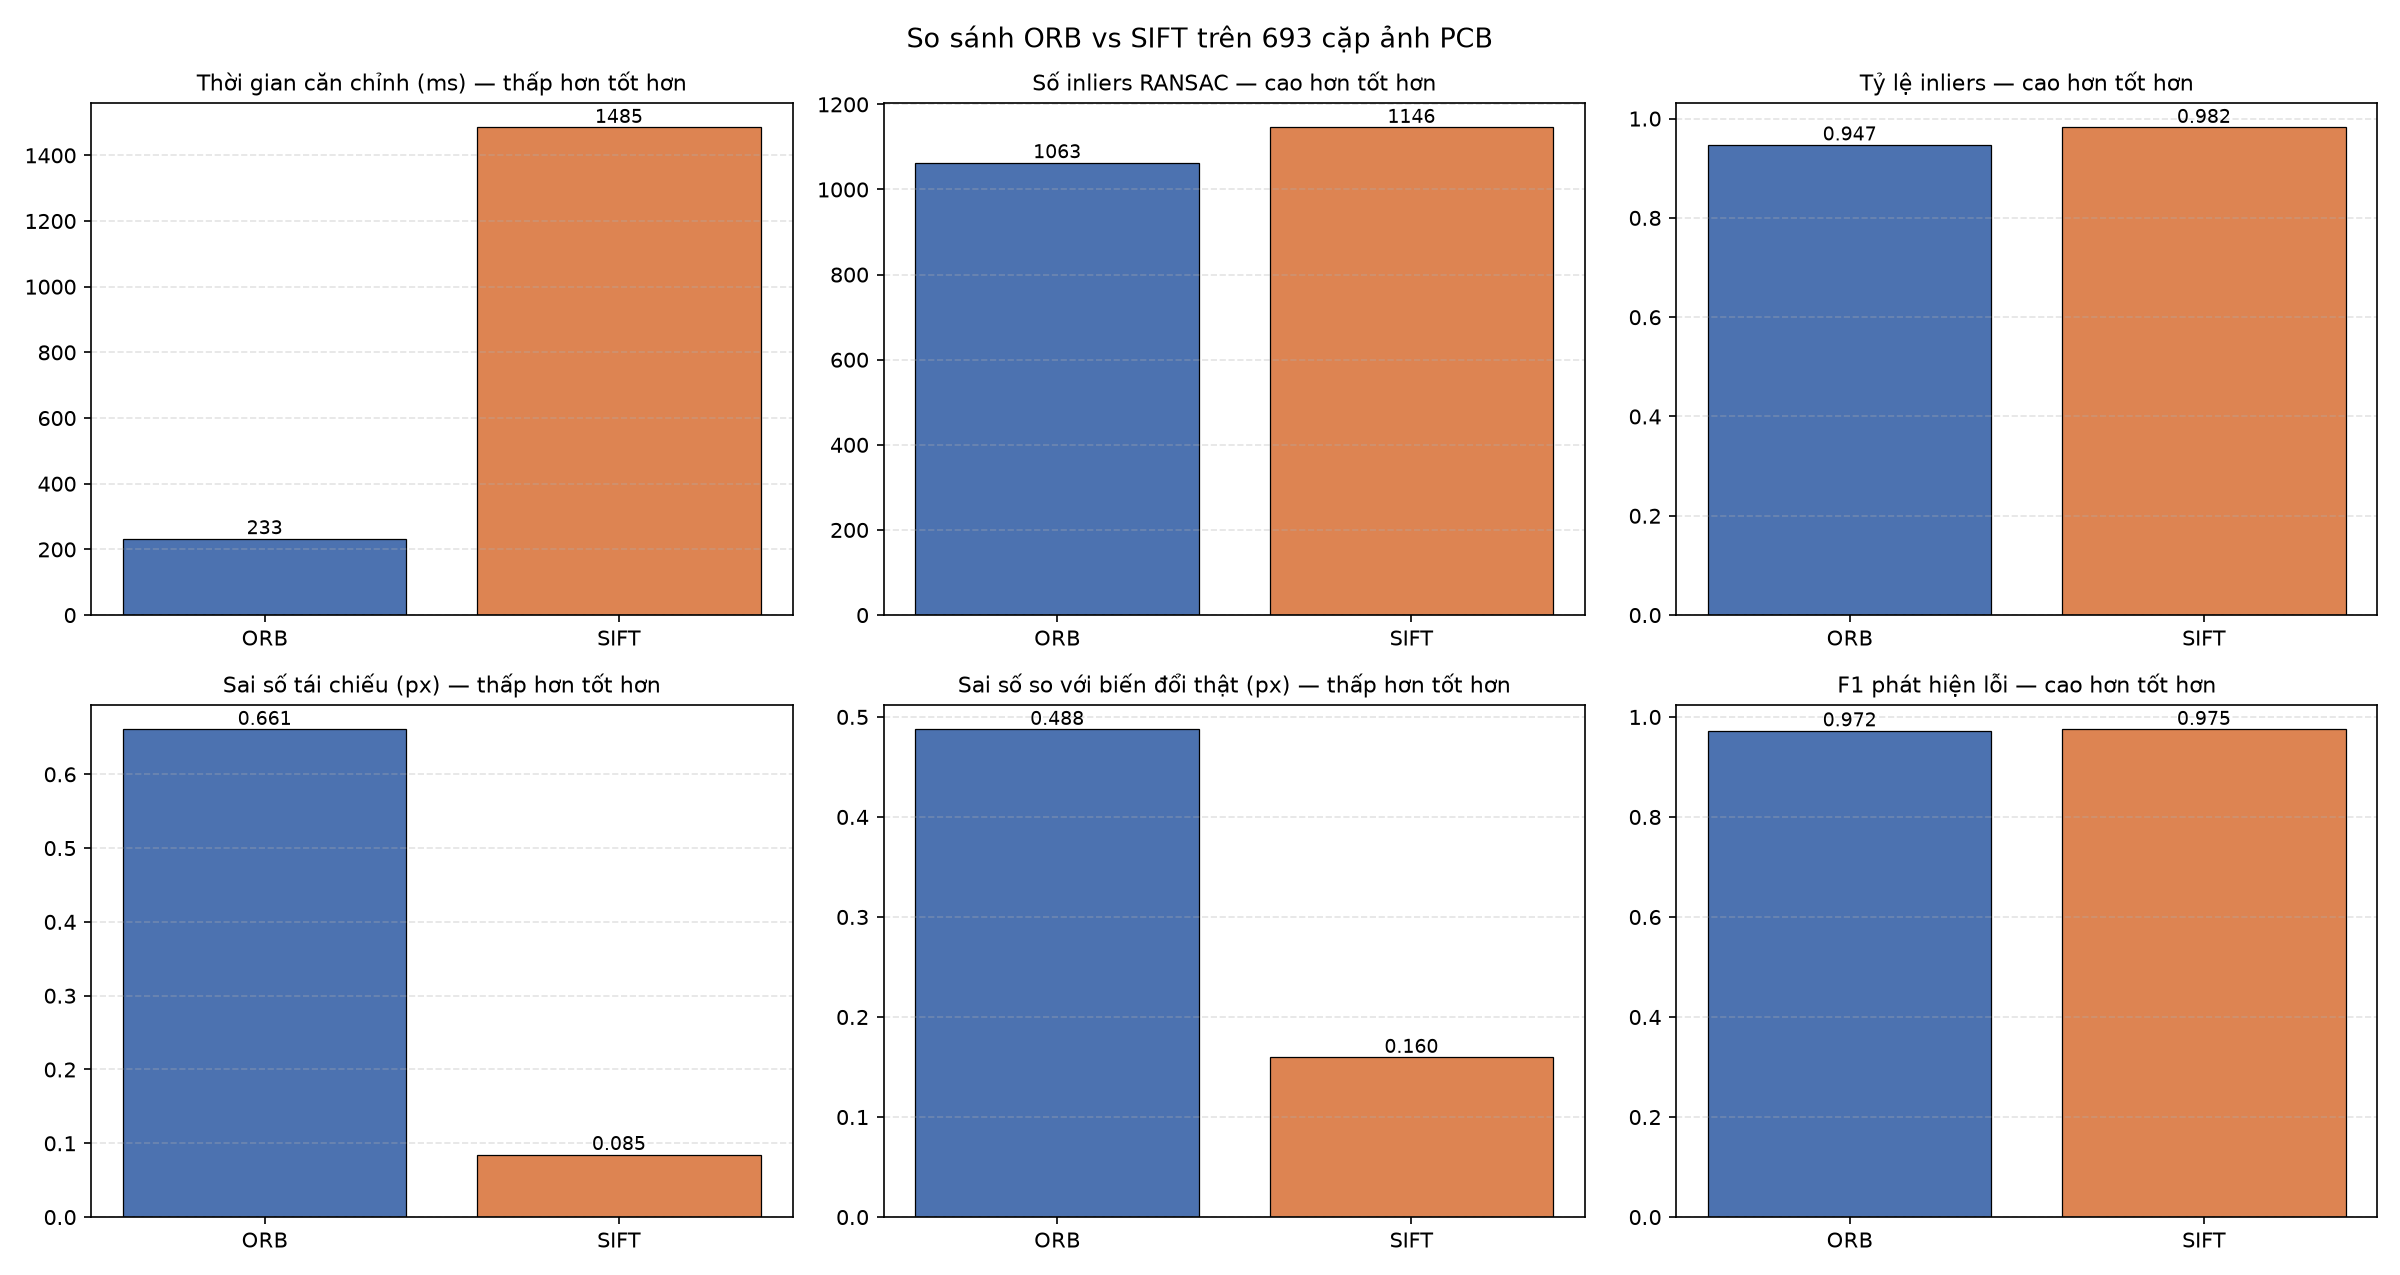 So sánh ORB vs SIFT trên 693 cặp ảnh PCB
Thời gian căn chỉnh (ms) — thấp hơn tốt hơn
1400
1200
1000
800
600
400
200
0
233
1485
ORB
SIFT
Số inliers RANSAC — cao hơn tốt hơn
1200
1000
800
600
400
200
0
1063
1146
ORB
SIFT
Tỷ lệ inliers — cao hơn tốt hơn
1.0
0.8
0.6
0.4
0.2
0.0
0.947
0.982
ORB
SIFT
Sai số tái chiếu (px) — thấp hơn tốt hơn
0.6
0.5
0.4
0.3
0.2
0.1
0.0
0.661
0.085
ORB
SIFT
Sai số so với biến đổi thật (px) — thấp hơn tốt hơn
0.5
0.4
0.3
0.2
0.1
0.0
0.488
0.160
ORB
SIFT
F1 phát hiện lỗi — cao hơn tốt hơn
1.0
0.8
0.6
0.4
0.2
0.0
0.972
0.975
ORB
SIFT